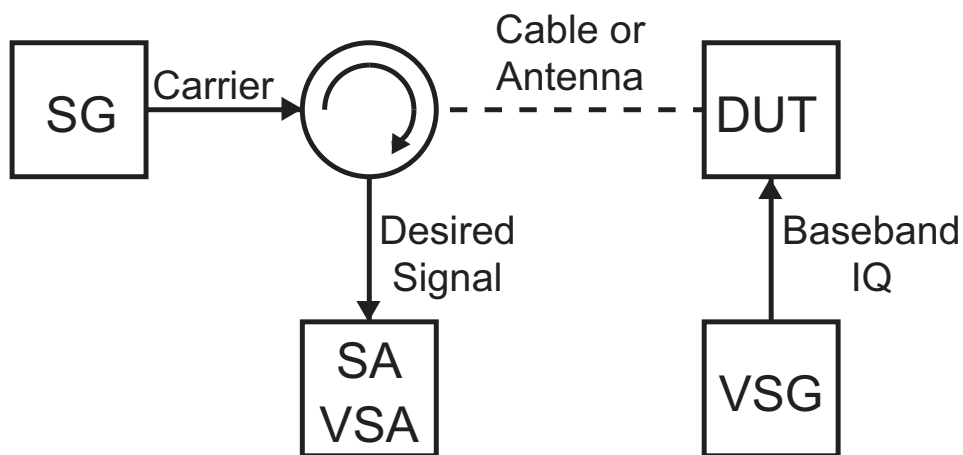 Cable or
Antenna
SG
Carrier
DUT
Desired
Signal
Baseband
IQ
SA
VSA
VSG